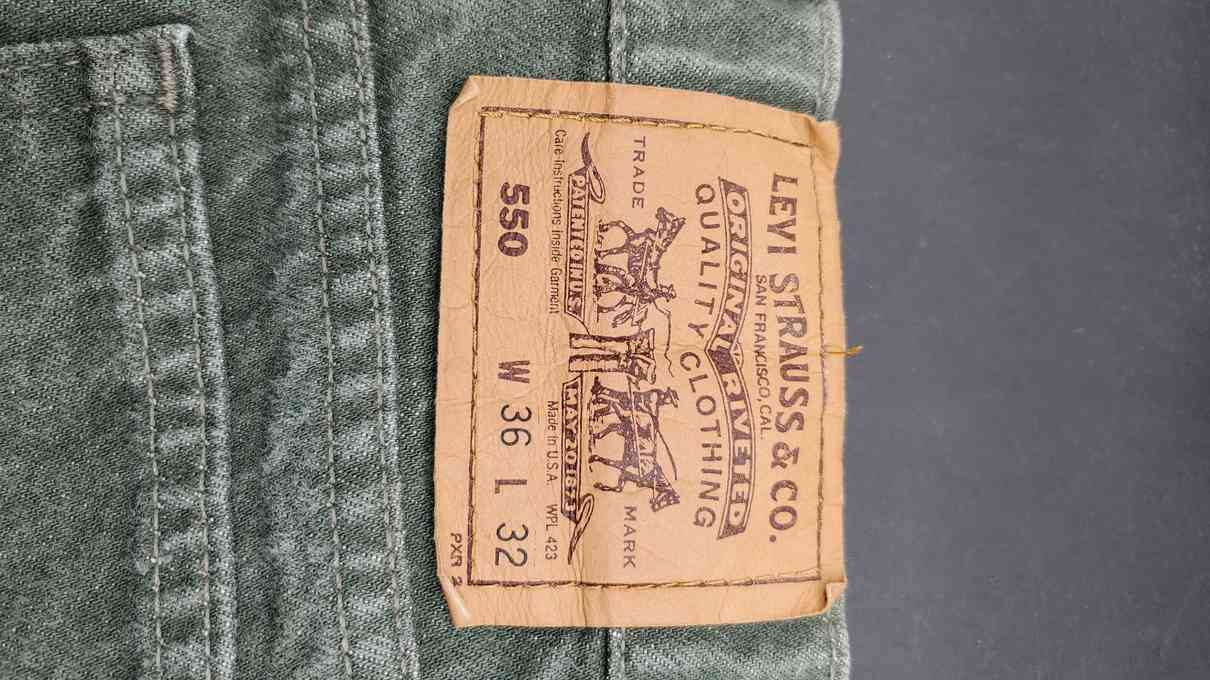 LEVI STRAUSS & CO.
SAN FRANCISCO, CAL.
ORIGINAL RIVETED
QUALITY CLOTHING
TRADE MARK
PATENTED IN U.S. MAY 20 1873
Care Instructions Inside Garment Made in U.S.A. WPL 423
550 W 36 L 32
PXR 2